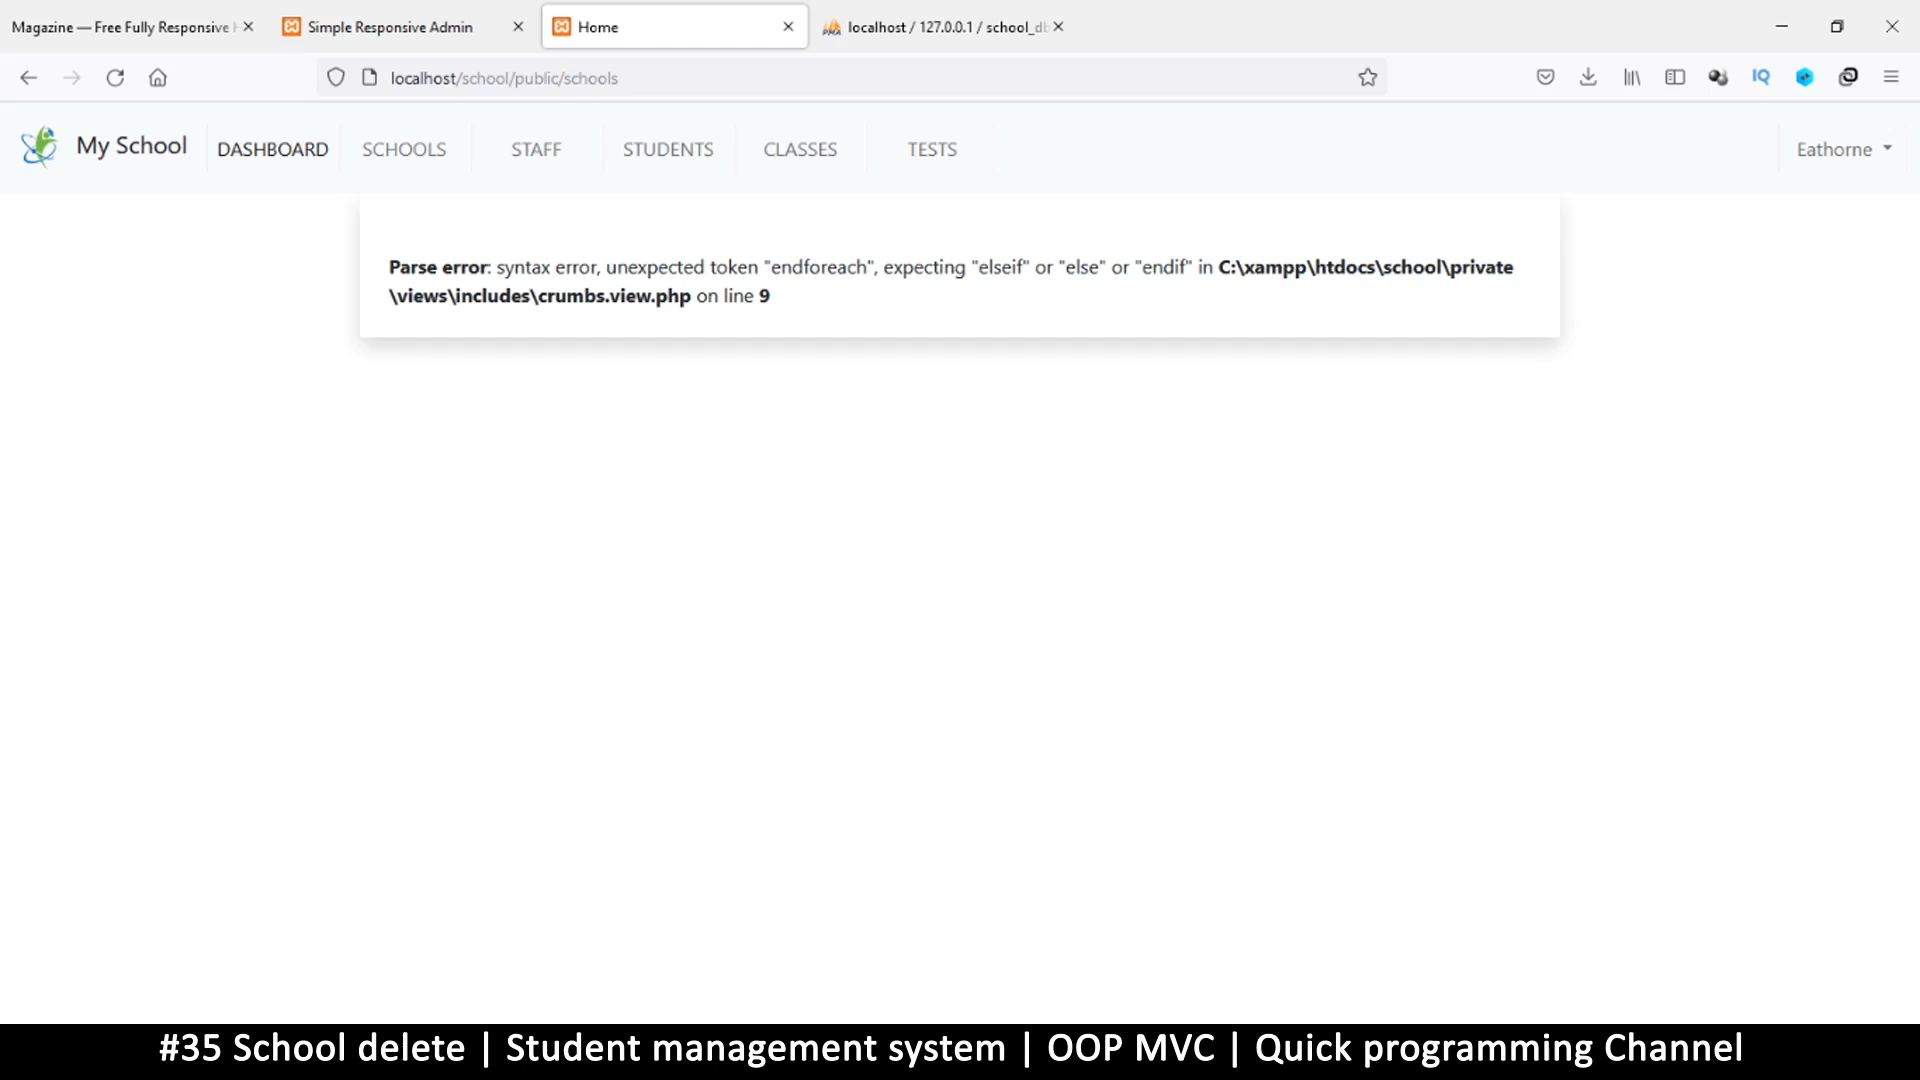 Magazine — Free Fully Responsive
Simple Responsive Admin
Home
localhost / 127.0.0.1 / school_db
localhost/school/public/schools
IQ
My School
DASHBOARD
SCHOOLS
STAFF
STUDENTS
CLASSES
TESTS
Eathorne
Parse error: syntax error, unexpected token "endforeach", expecting "elseif" or "else" or "endif" in C:\xampp\htdocs\school\private
\views\includes\crumbs.view.php on line 9
#35 School delete | Student management system | OOP MVC | Quick programming Channel